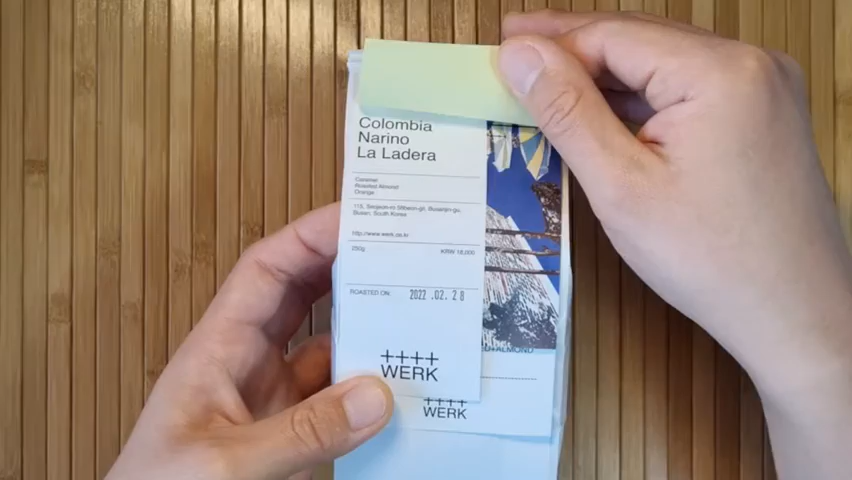 Colombia
Narino
La Ladera
Caramel
Roasted Almond
Orange
115, Seojeon-ro 58beon-gil, Busanjin-gu,
Busan, South Korea
http://www.werk.co.kr
250g KRW 18,000
ROASTED ON: 2022 .02. 28
++++
WERK
ALMOND
++++
WERK